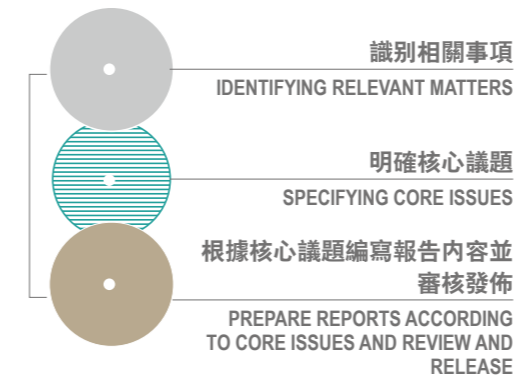 識別相關事項
IDENTIFYING RELEVANT MATTERS
明確核心議題
SPECIFYING CORE ISSUES
根據核心議題編寫報告內容並
審核發佈
PREPARE REPORTS ACCORDING
TO CORE ISSUES AND REVIEW AND
RELEASE